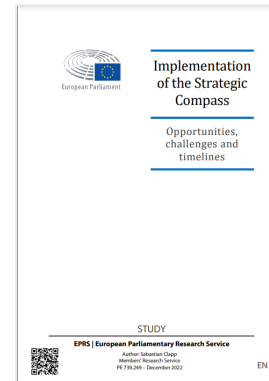 European Parliament
Implementation
of the Strategic
Compass
Opportunities,
challenges and
timelines
STUDY
EPRS | European Parliamentary Research Service
Author: Sebastian Clapp
Members' Research Service
PE 739.249 – December 2022
EN